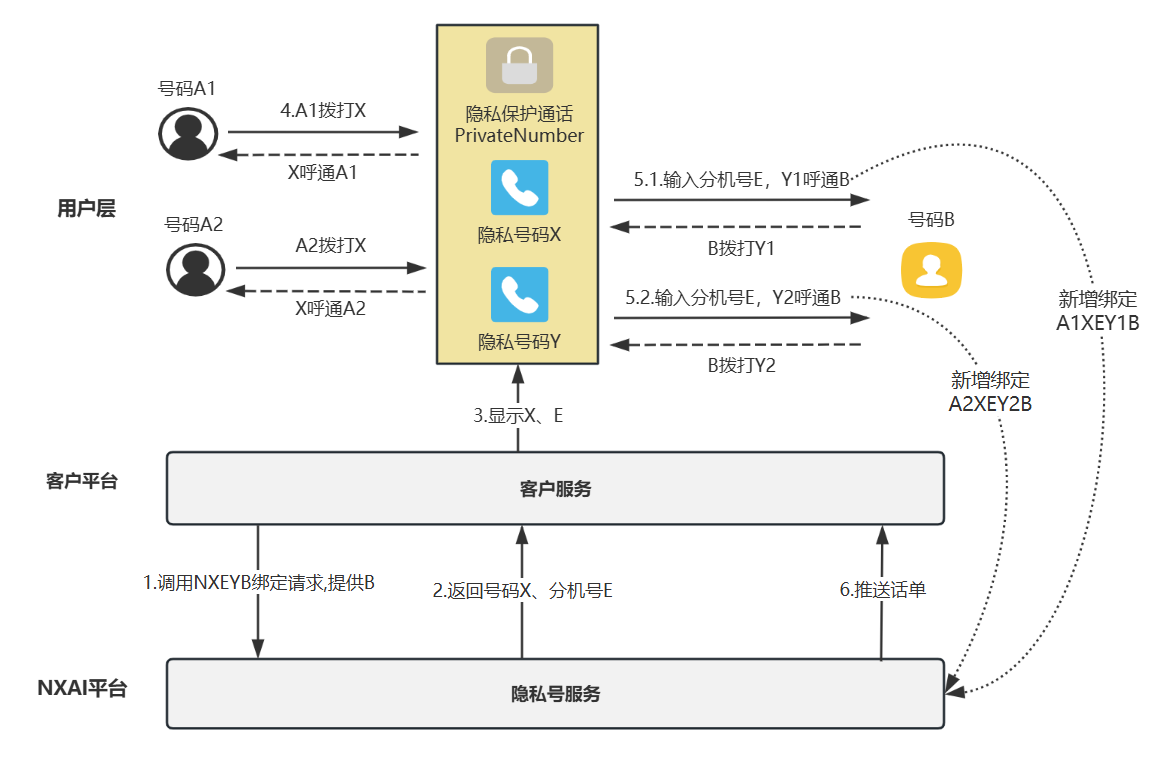 号码A1
4.A1拨打X
X呼通A1
隐私保护通话
PrivateNumber
用户层
号码A2
A2拨打X
X呼通A2
隐私号码X
隐私号码Y
5.1.输入分机号E，Y1呼通B
B拨打Y1
号码B
5.2.输入分机号E，Y2呼通B
B拨打Y2
新增绑定
A1XEY1B
新增绑定
A2XEY2B
3.显示X、E
客户平台
客户服务
1.调用NXEYB绑定请求,提供B
2.返回号码X、分机号E
6.推送话单
NXAI平台
隐私号服务